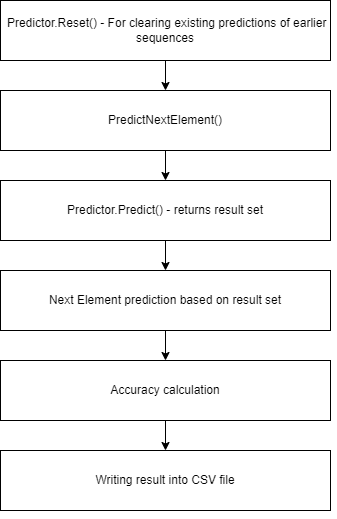 Predictor.Reset() - For clearing existing predictions of earlier
sequences
PredictNextElement()
Predictor.Predict() - returns result set
Next Element prediction based on result set
Accuracy calculation
Writing result into CSV file